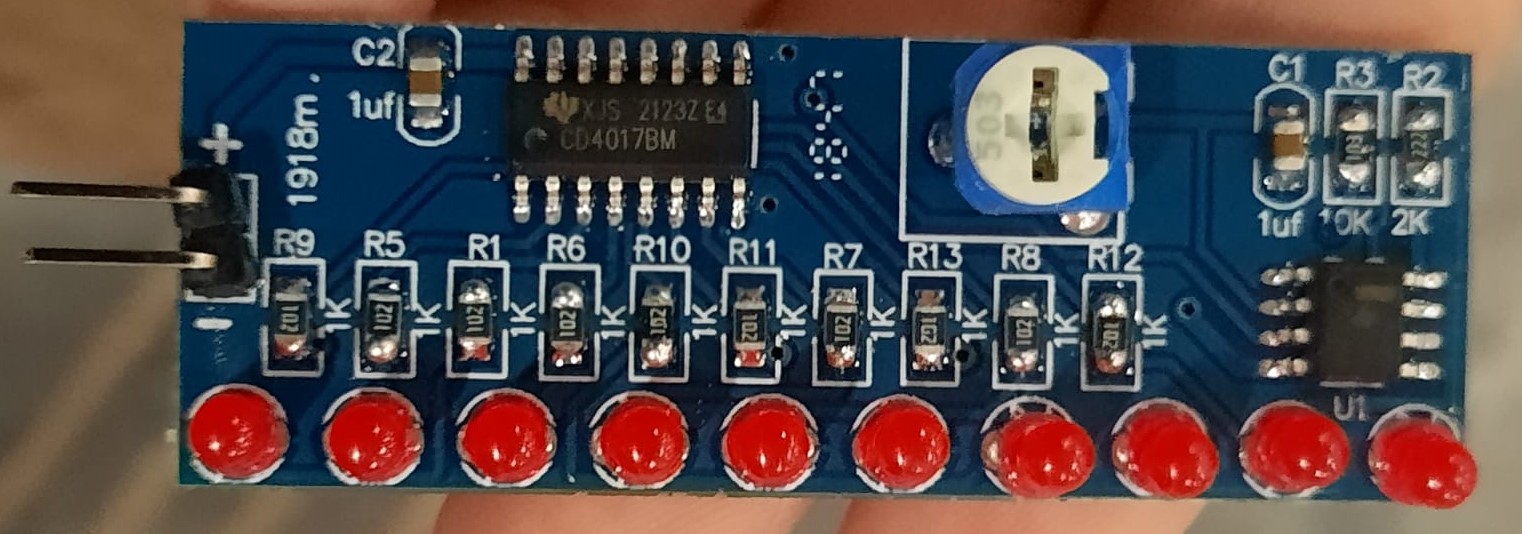 C2
1uf
+
1918m.
XJS 2123Z E4
CD4017BM
503
C1 R3 R2
103 222
1uf 10K 2K
R9 R5 R1 R6 R10 R11 R7 R13 R8 R12
102 102 102 102 102 102 102 102 102 102
1K 1K 1K 1K 1K 1K 1K 1K 1K 1K
-
U1